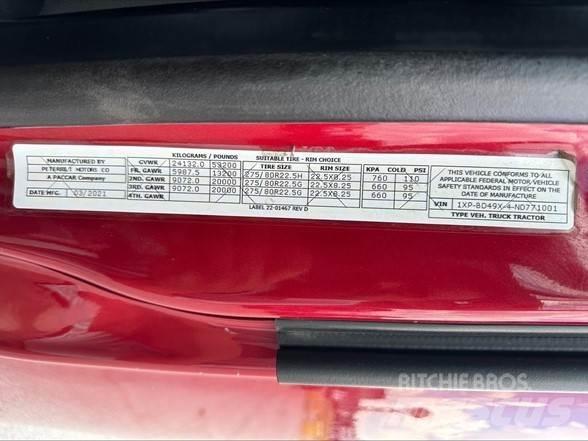 MANUFACTURED BY
PETERBILT MOTORS CO
A PACCAR Company
DATE MFG. 03/2021
KILOGRAMS / POUNDS
GVWR 24132.0 53200
FR. GAWR 5987.5 13200
2ND. GAWR 9072.0 20000
3RD. GAWR 9072.0 20000
4TH. GAWR
SUITABLE TIRE - RIM CHOICE
TIRE SIZE RIM SIZE KPA COLD PSI
275/80R22.5H 22.5X8.25 760 110
275/80R22.5G 22.5X8.25 660 95
275/80R22.5G 22.5X8.25 660 95
LABEL 22-01467 REV D
THIS VEHICLE CONFORMS TO ALL
APPLICABLE FEDERAL MOTOR VEHICLE
SAFETY STANDARDS IN EFFECT ON THE
DATE OF MANUFACTURE
VIN 1XP-BD49X/4-ND771001
TYPE VEH. TRUCK TRACTOR
BRICHIO BROS.